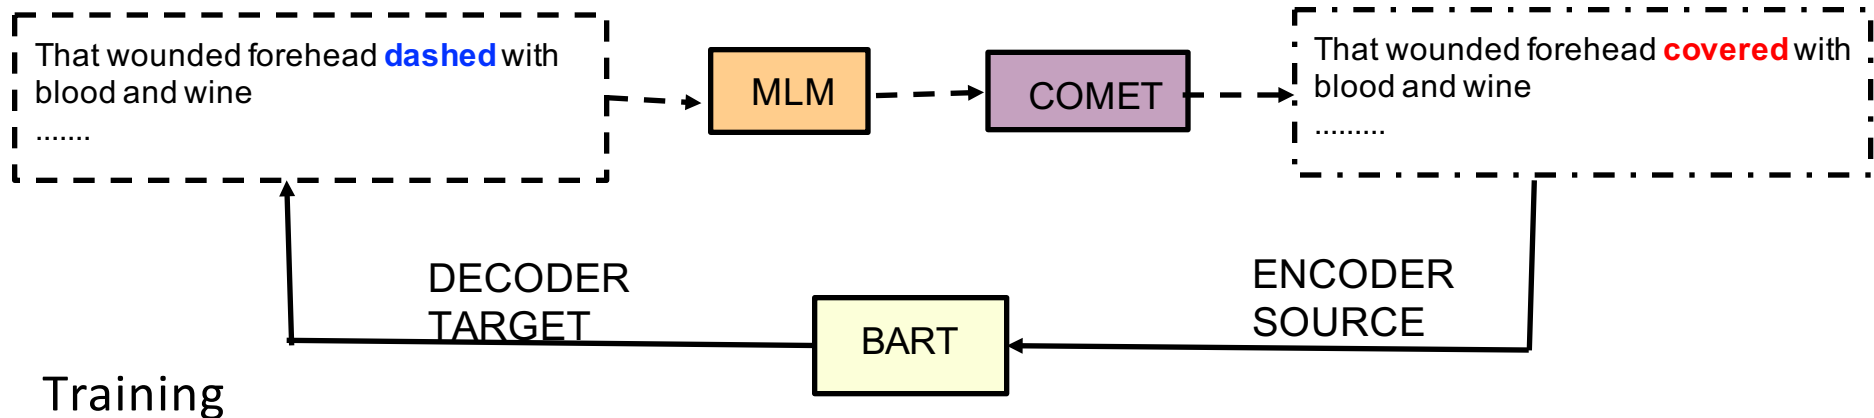 That wounded forehead dashed with
blood and wine
.......
MLM
COMET
That wounded forehead covered with
blood and wine
.........
DECODER
TARGET
BART
ENCODER
SOURCE
Training